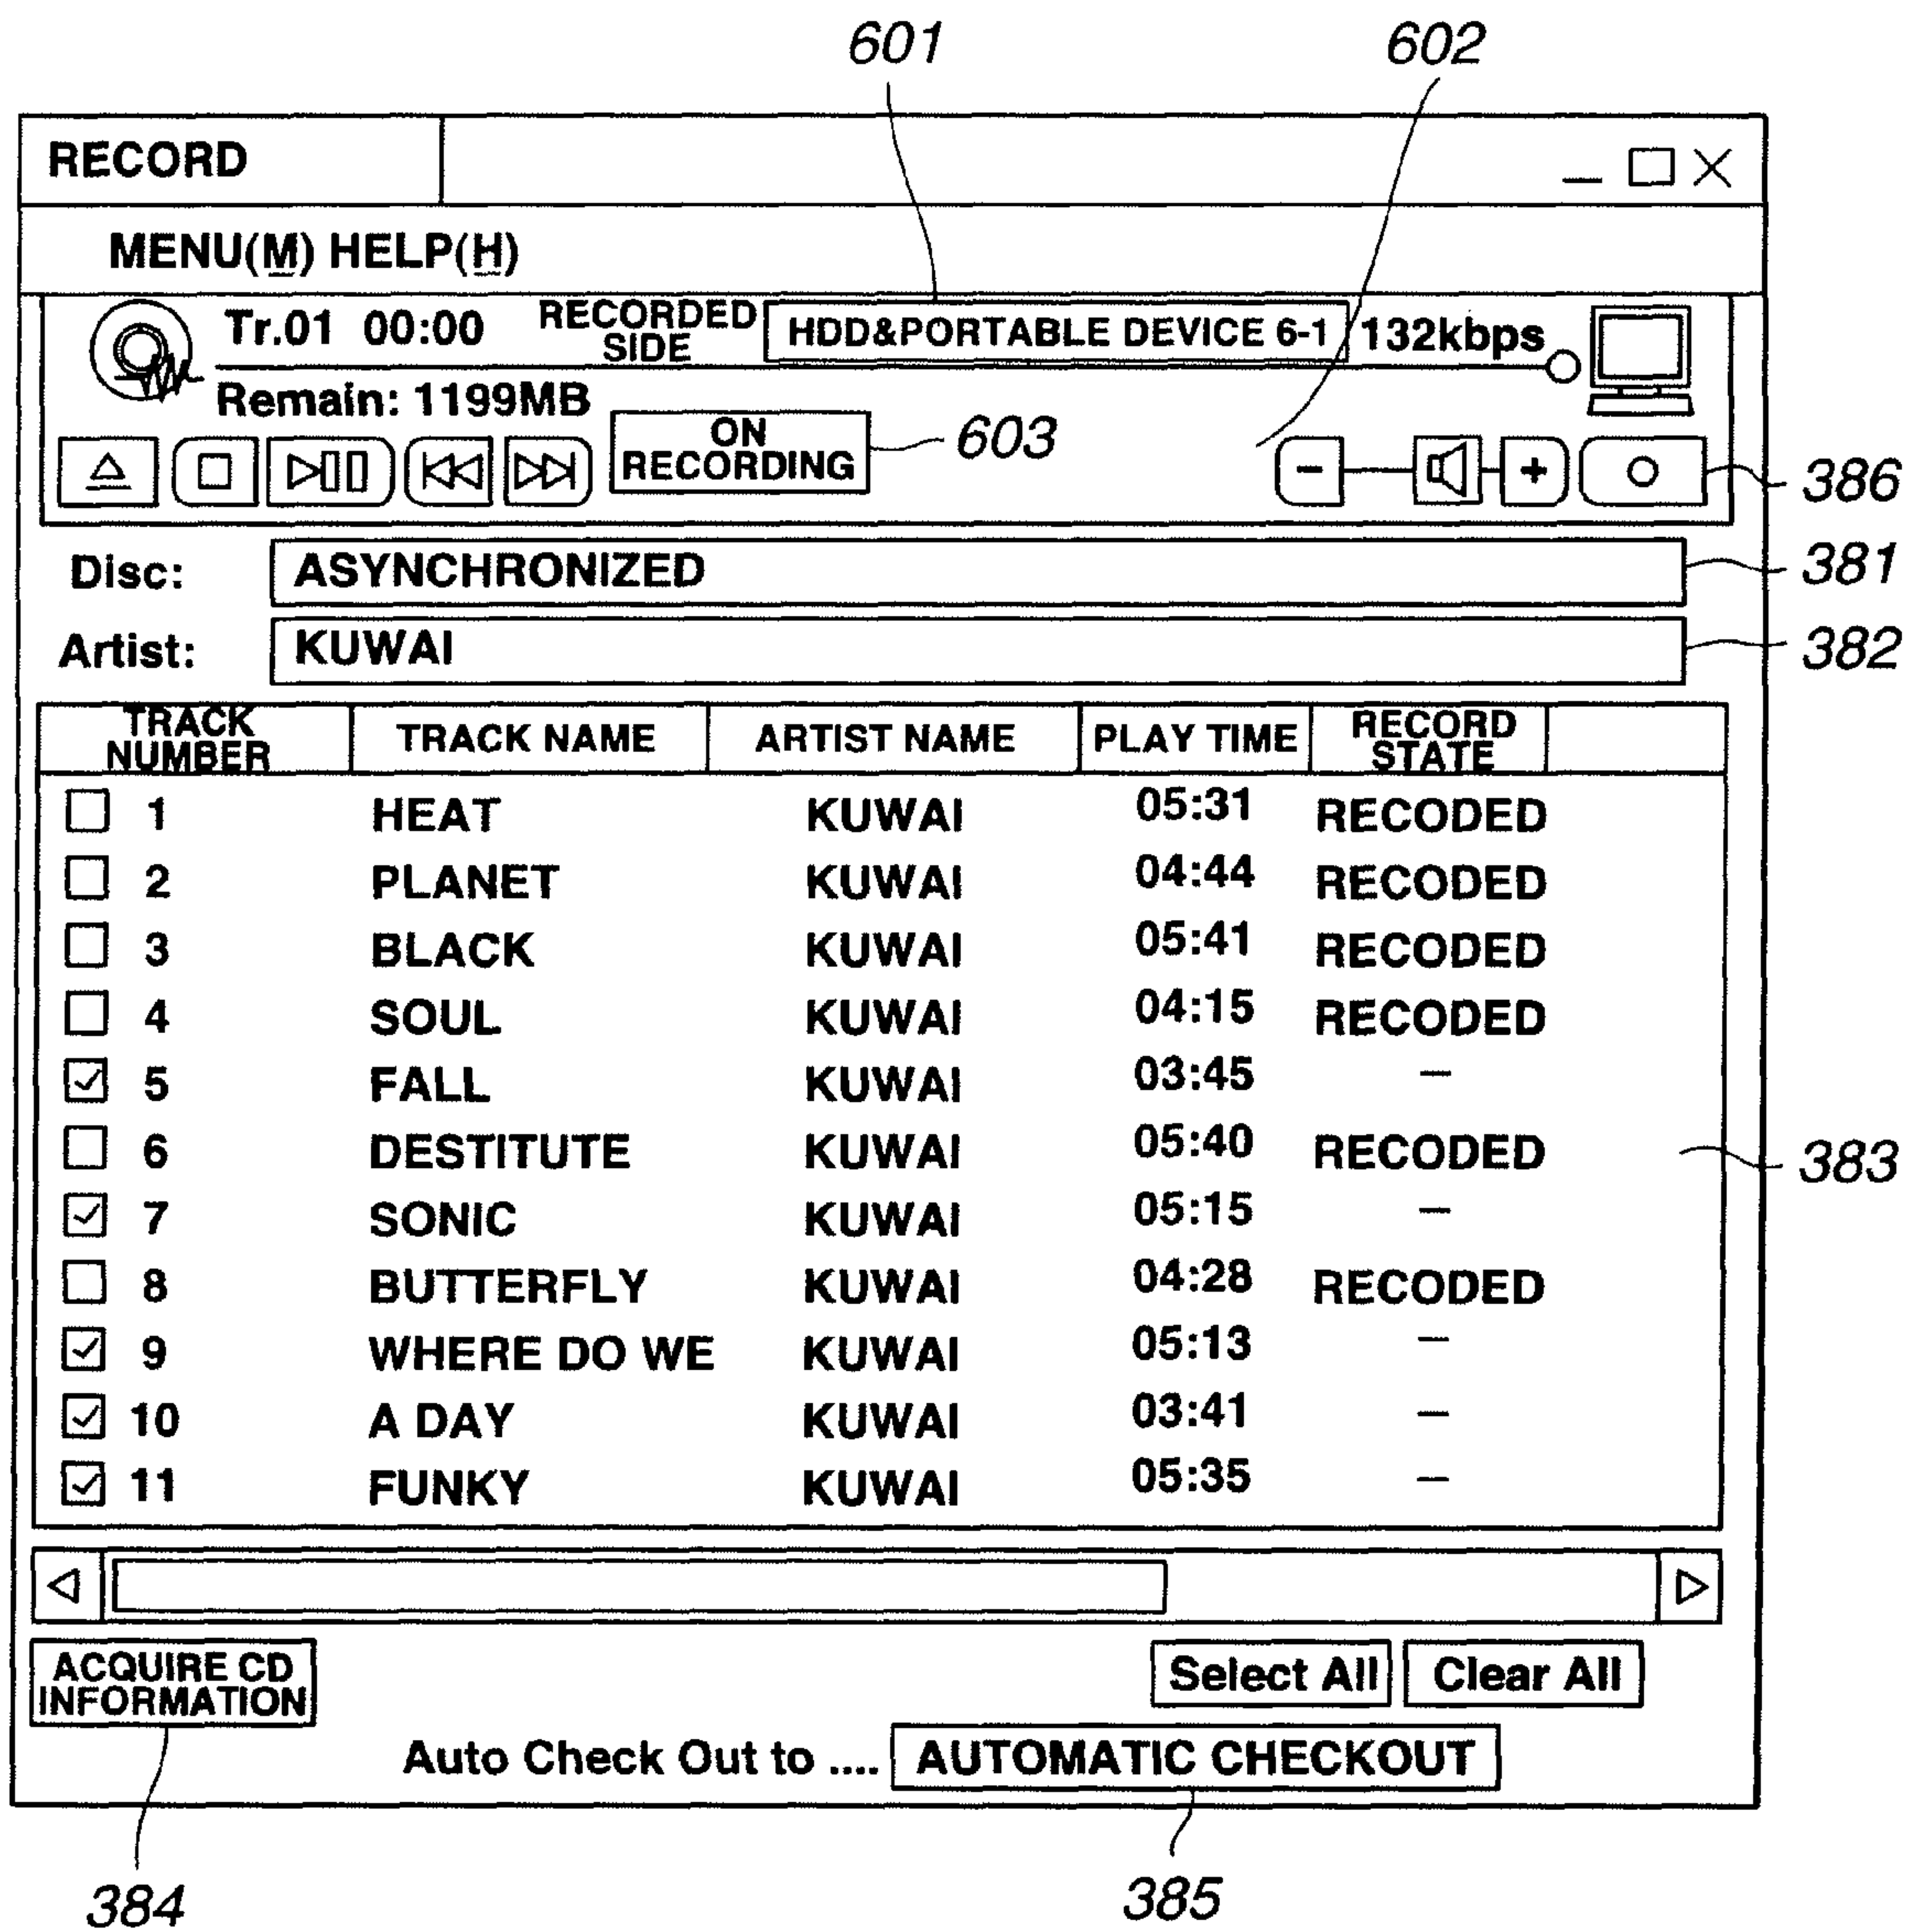 601 602
RECORD
MENU(M) HELP(H)
Tr.01 00:00 RECORDED SIDE HDD&PORTABLE DEVICE 6-1 132kbps
Remain: 1199MB
ON RECORDING 603
386
Disc: ASYNCHRONIZED 381
Artist: KUWAI 382
TRACK NUMBER TRACK NAME ARTIST NAME PLAY TIME RECORD STATE
1 HEAT KUWAI 05:31 RECODED
2 PLANET KUWAI 04:44 RECODED
3 BLACK KUWAI 05:41 RECODED
4 SOUL KUWAI 04:15 RECODED
5 FALL KUWAI 03:45 –
6 DESTITUTE KUWAI 05:40 RECODED 383
7 SONIC KUWAI 05:15 –
8 BUTTERFLY KUWAI 04:28 RECODED
9 WHERE DO WE KUWAI 05:13 –
10 A DAY KUWAI 03:41 –
11 FUNKY KUWAI 05:35 –
ACQUIRE CD INFORMATION Select All Clear All
Auto Check Out to .... AUTOMATIC CHECKOUT
384 385